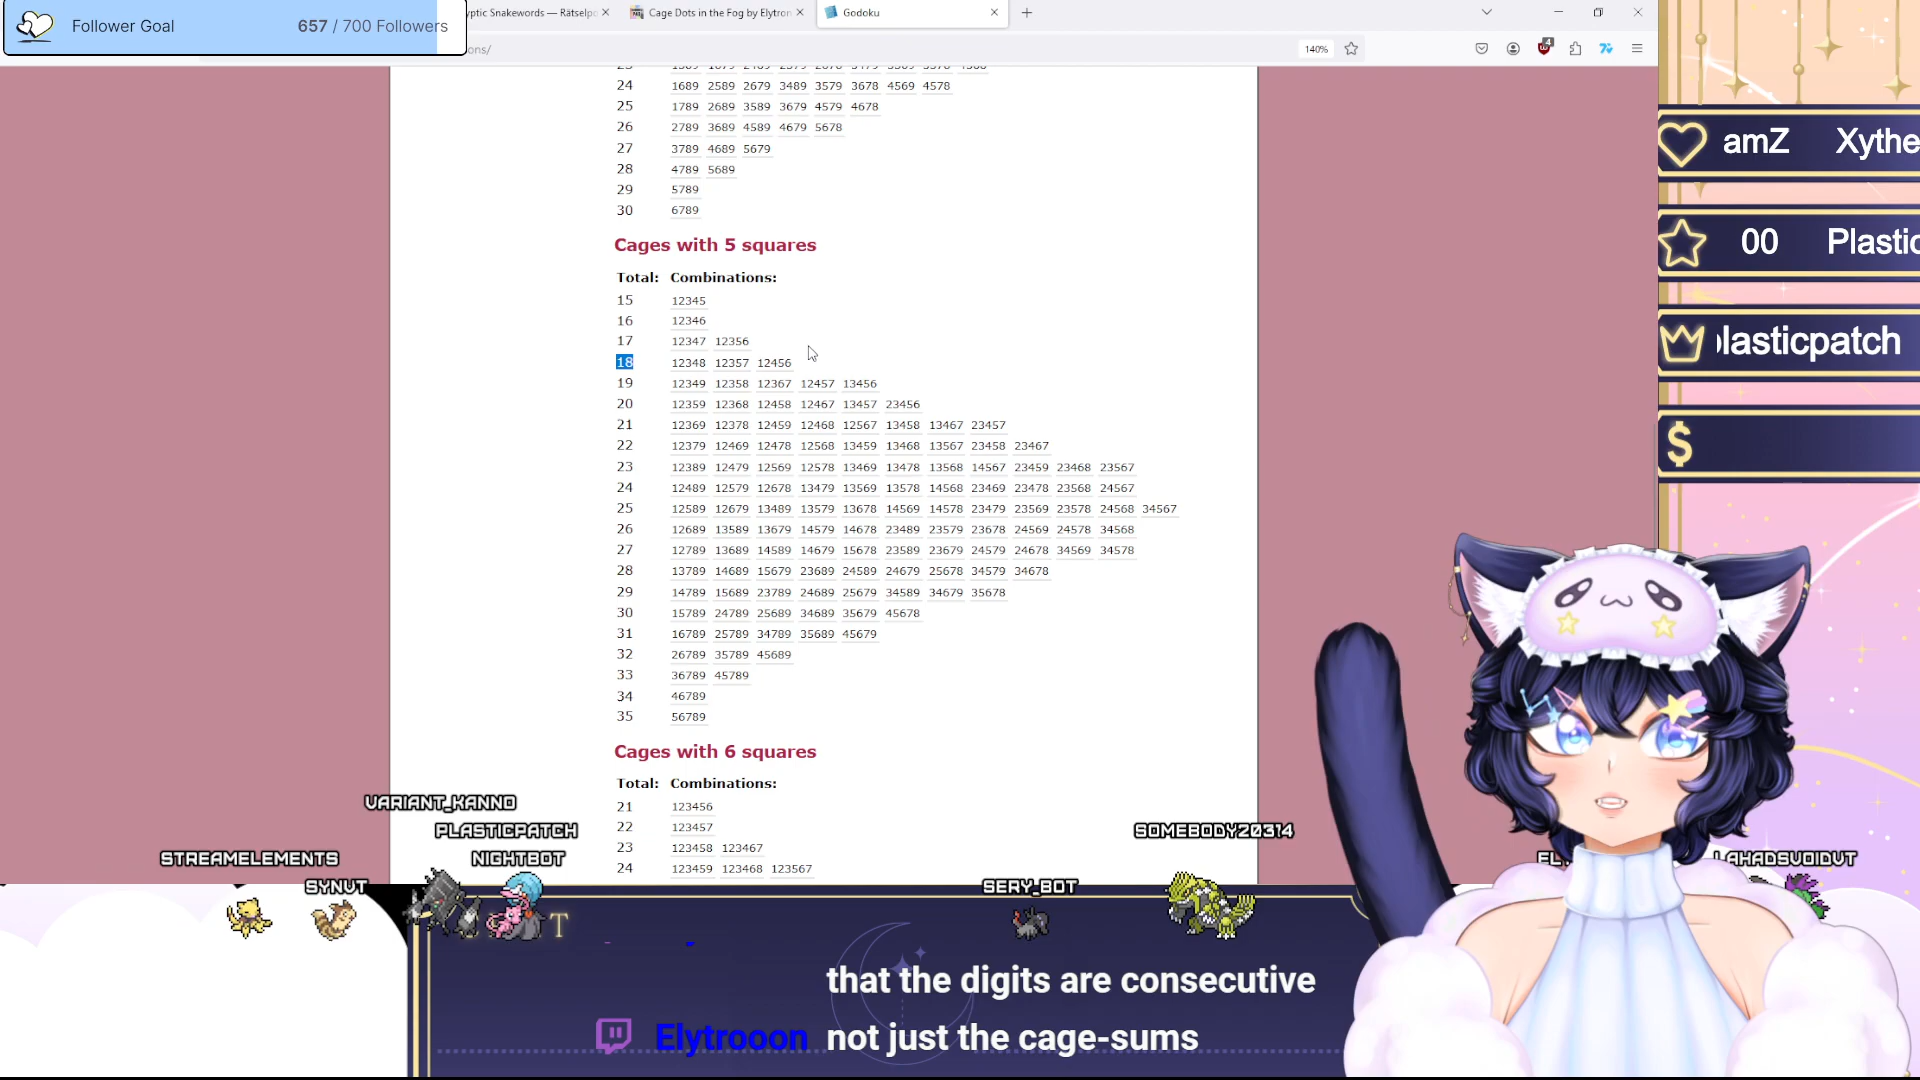 Follower Goal 657 / 700 Followers
yptic Snakewords — Rätselpo
Cage Dots in the Fog by Elytron
Godoku
ons/
140%
4
24 1689 2589 2679 3489 3579 3678 4569 4578
25 1789 2689 3589 3679 4579 4678
26 2789 3689 4589 4679 5678
27 3789 4689 5679
28 4789 5689
29 5789
30 6789
Cages with 5 squares
Total: Combinations:
15 12345
16 12346
17 12347 12356
18 12348 12357 12456
19 12349 12358 12367 12457 13456
20 12359 12368 12458 12467 13457 23456
21 12369 12378 12459 12468 12567 13458 13467 23457
22 12379 12469 12478 12568 13459 13468 13567 23458 23467
23 12389 12479 12569 12578 13469 13478 13568 14567 23459 23468 23567
24 12489 12579 12678 13479 13569 13578 14568 23469 23478 23568 24567
25 12589 12679 13489 13579 13678 14569 14578 23479 23569 23578 24568 34567
26 12689 13589 13679 14579 14678 23489 23579 23678 24569 24578 34568
27 12789 13689 14589 14679 15678 23589 23679 24579 24678 34569 34578
28 13789 14689 15679 23689 24589 24679 25678 34579 34678
29 14789 15689 23789 24689 25679 34589 34679 35678
30 15789 24789 25689 34689 35679 45678
31 16789 25789 34789 35689 45679
32 26789 35789 45689
33 36789 45789
34 46789
35 56789
Cages with 6 squares
Total: Combinations:
21 123456
22 123457
23 123458 123467
24 123459 123468 123567
amZ Xythe
00 Plastic
plasticpatch
$
VARIANT_KANNO
PLASTICPATCH
NIGHTBOT
STREAMELEMENTS
SYNVT
SERY_BOT
SOMEBODY20314
EL
LAHADSVOIDVT
T
that the digits are consecutive
Elytrooon not just the cage-sums